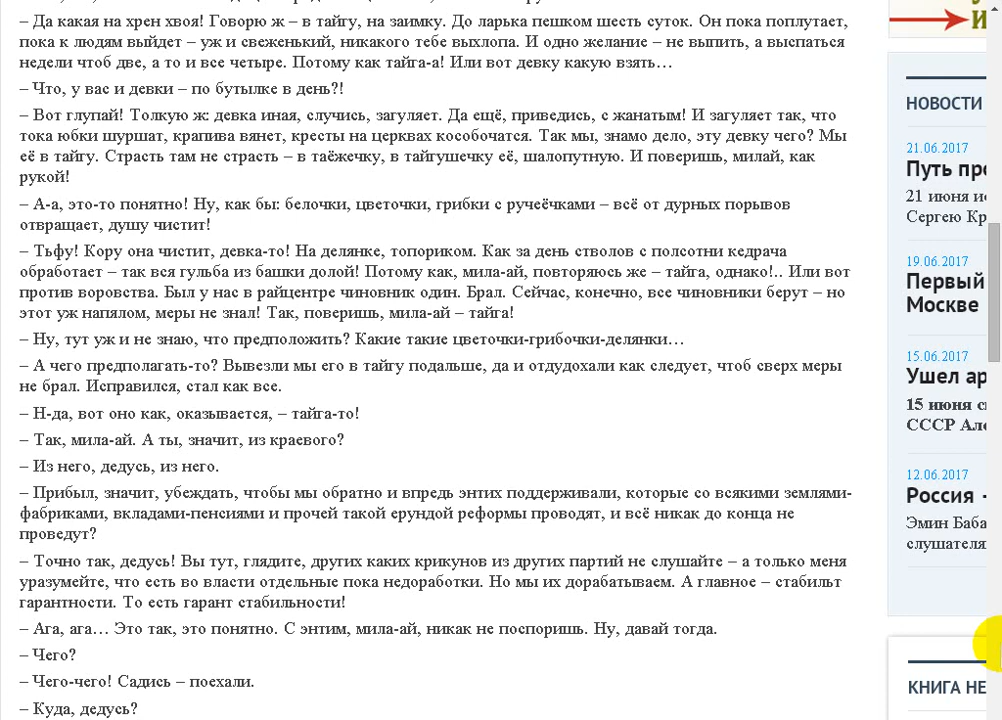 – Да какая на хрен хвоя! Говорю ж – в тайгу, на заимку. До ларька пешком шесть суток. Он пока поплутает,
пока к людям выйдет – уж и свеженький, никакого тебе выхлопа. И одно желание – не выпить, а выспаться
недели чтоб две, а то и все четыре. Потому как тайга-а! Или вот девку какую взять…
– Что, у вас и девки – по бутылке в день?!
– Вот глупай! Толкую ж: девка иная, случись, загуляет. Да ещё, приведись, с жанатым! И загуляет так, что
тока юбки шуршат, крапива вянет, кресты на церквах кособочатся. Так мы, знамо дело, эту девку чего? Мы
её в тайгу. Страсть там не страсть – в таёжечку, в тайгушечку её, шалопутную. И поверишь, милай, как
рукой!
– А-а, это-то понятно! Ну, как бы: белочки, цветочки, грибки с ручеёчками – всё от дурных порывов
отвращает, душу чистит!
– Тьфу! Кору она чистит, девка-то! На делянке, топориком. Как за день стволов с полсотни кедрача
обработает – так вся гульба из башки долой! Потому как, мила-ай, повторяюсь же – тайга, однако!.. Или вот
против воровства. Был у нас в райцентре чиновник один. Брал. Сейчас, конечно, все чиновники берут – но
этот уж напялом, меры не знал! Так, поверишь, мила-ай – тайга!
– Ну, тут уж и не знаю, что предположить? Какие такие цветочки-грибочки-делянки…
– А чего предполагать-то? Вывезли мы его в тайгу подальше, да и отдудохали как следует, чтоб сверх меры
не брал. Исправился, стал как все.
– Н-да, вот оно как, оказывается, – тайга-то!
– Так, мила-ай. А ты, значит, из краевого?
– Из него, дедусь, из него.
– Прибыл, значит, убеждать, чтобы мы обратно и впредь энтих поддерживали, которые со всякими землями-
фабриками, вкладами-пенсиями и прочей такой ерундой реформы проводят, и всё никак до конца не
проведут?
– Точно так, дедусь! Вы тут, глядите, других каких крикунов из других партий не слушайте – а только меня
уразумейте, что есть во власти отдельные пока недоработки. Но мы их дорабатываем. А главное – стабильт
гарантности. То есть гарант стабильности!
– Ага, ага… Это так, это понятно. С энтим, мила-ай, никак не поспоришь. Ну, давай тогда.
– Чего?
– Чего-чего! Садись – поехали.
– Куда, дедусь?
НОВОСТИ
21.06.2017
Путь пр
21 июня и
Сергею Кр
19.06.2017
Первый
Москве
15.06.2017
Ушел ар
15 июня с
СССР Але
12.06.2017
Россия -
Эмин Баба
слушателя
КНИГА НЕ